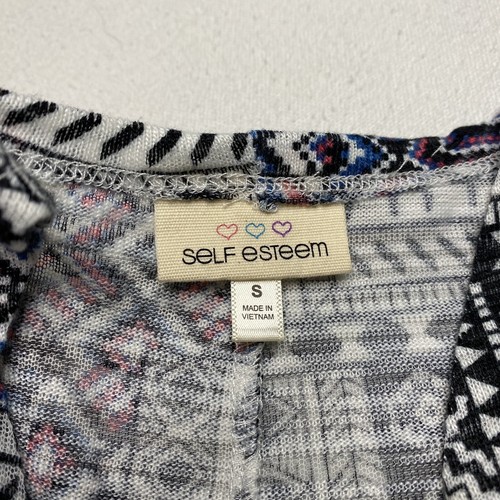 SELF esTeem
S
MADE IN
VIETNAM